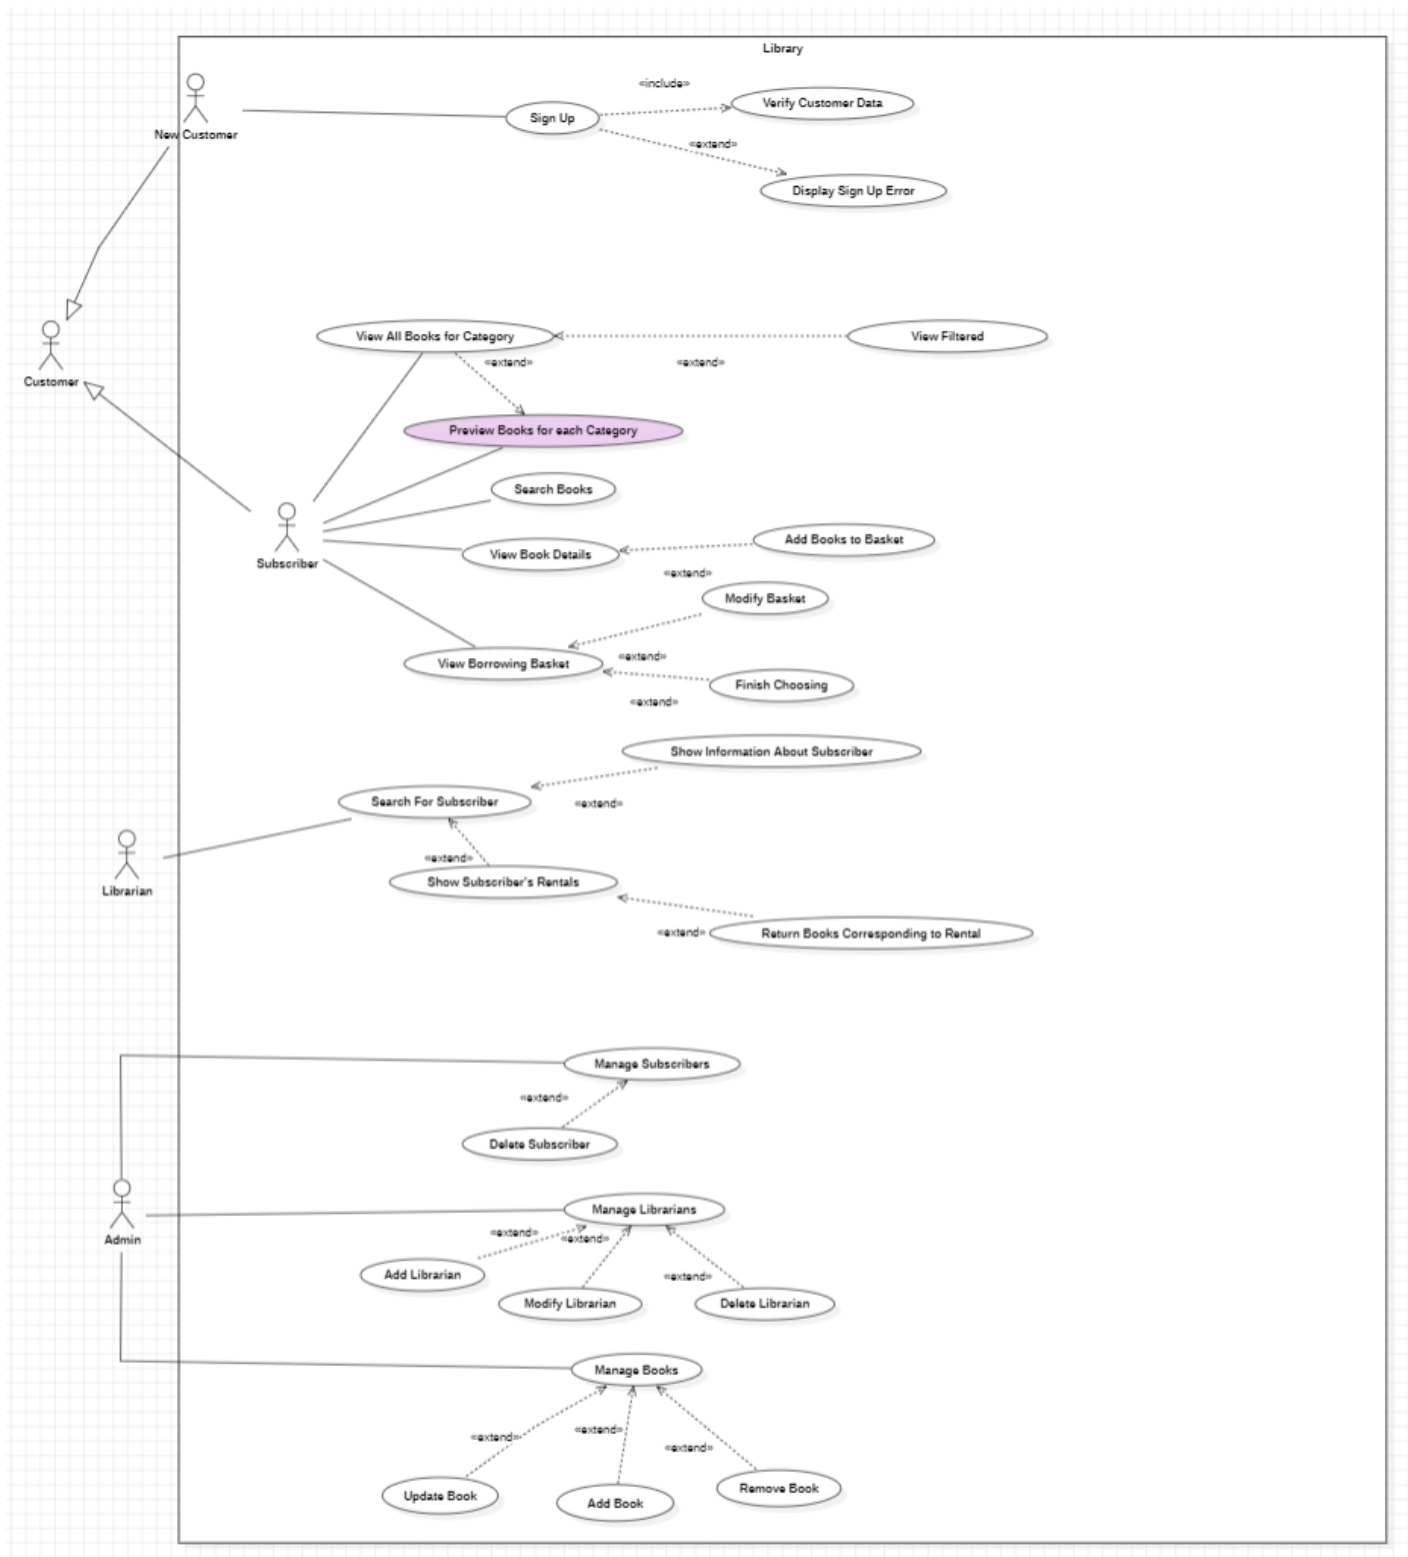 Library
«include»
Verify Customer Data
Sign Up
New Customer
«extend»
Display Sign Up Error
Customer
View All Books for Category
View Filtered
«extend»
«extend»
Preview Books for each Category
Search Books
Subscriber
View Book Details
Add Books to Basket
«extend»
Modify Basket
View Borrowing Basket
«extend»
Finish Choosing
«extend»
Show Information About Subscriber
Search For Subscriber
«extend»
Librarian
«extend»
Show Subscriber's Rentals
«extend»
Return Books Corresponding to Rental
Manage Subscribers
«extend»
Delete Subscriber
Admin
Manage Librarians
«extend»
«extend»
Add Librarian
«extend»
Modify Librarian
Delete Librarian
Manage Books
«extend»
«extend»
«extend»
Update Book
Add Book
Remove Book